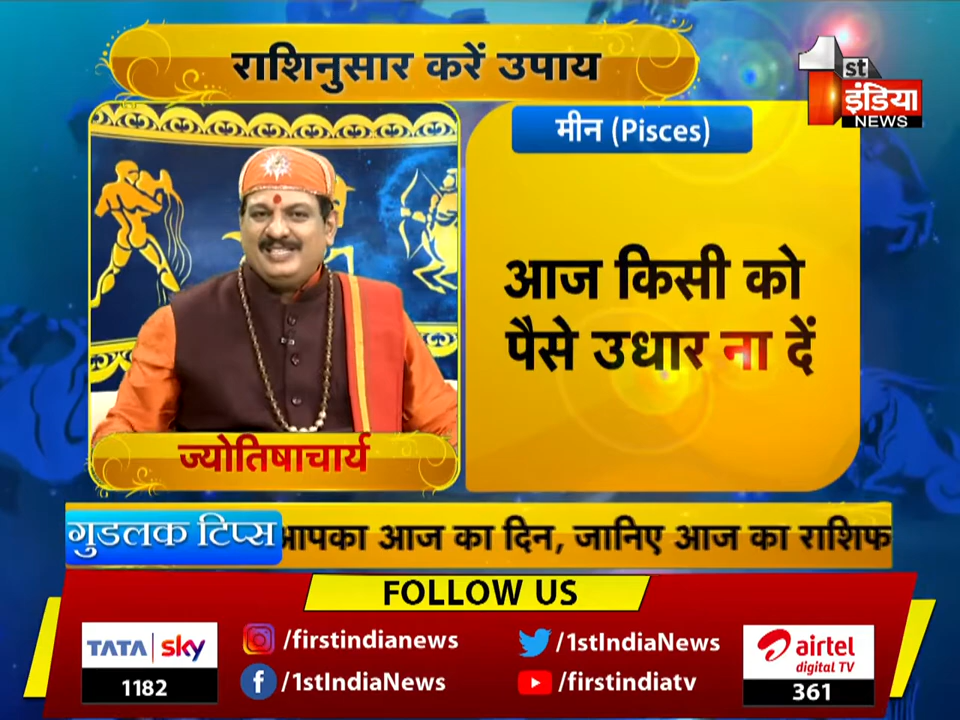 राशिनुसार करें उपाय
1st
इंडिया
NEWS
मीन (Pisces)
आज किसी को
पैसे उधार ना दें
ज्योतिषाचार्य
गुडलक टिप्स
आपका आज का दिन, जानिए आज का राशिफ
FOLLOW US
TATA sky
1182
/firstindianews
/1stIndiaNews
/1stIndiaNews
/firstindiatv
airtel
digital TV
361